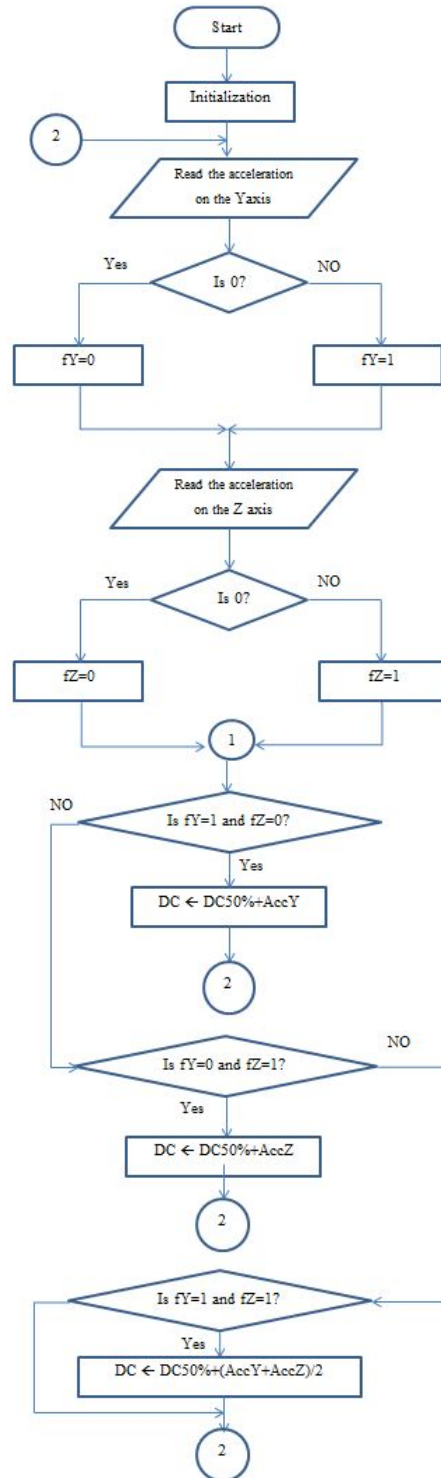 Start
Initialization
2
Read the acceleration
on the Yaxis
Yes
Is 0?
NO
fY=0
fY=1
Read the acceleration
on the Z axis
Yes
Is 0?
NO
fZ=0
fZ=1
1
NO
Is fY=1 and fZ=0?
Yes
DC ← DC50%+AccY
2
NO
Is fY=0 and fZ=1?
Yes
DC ← DC50%+AccZ
2
Is fY=1 and fZ=1?
Yes
DC ← DC50%+(AccY+AccZ)/2
2